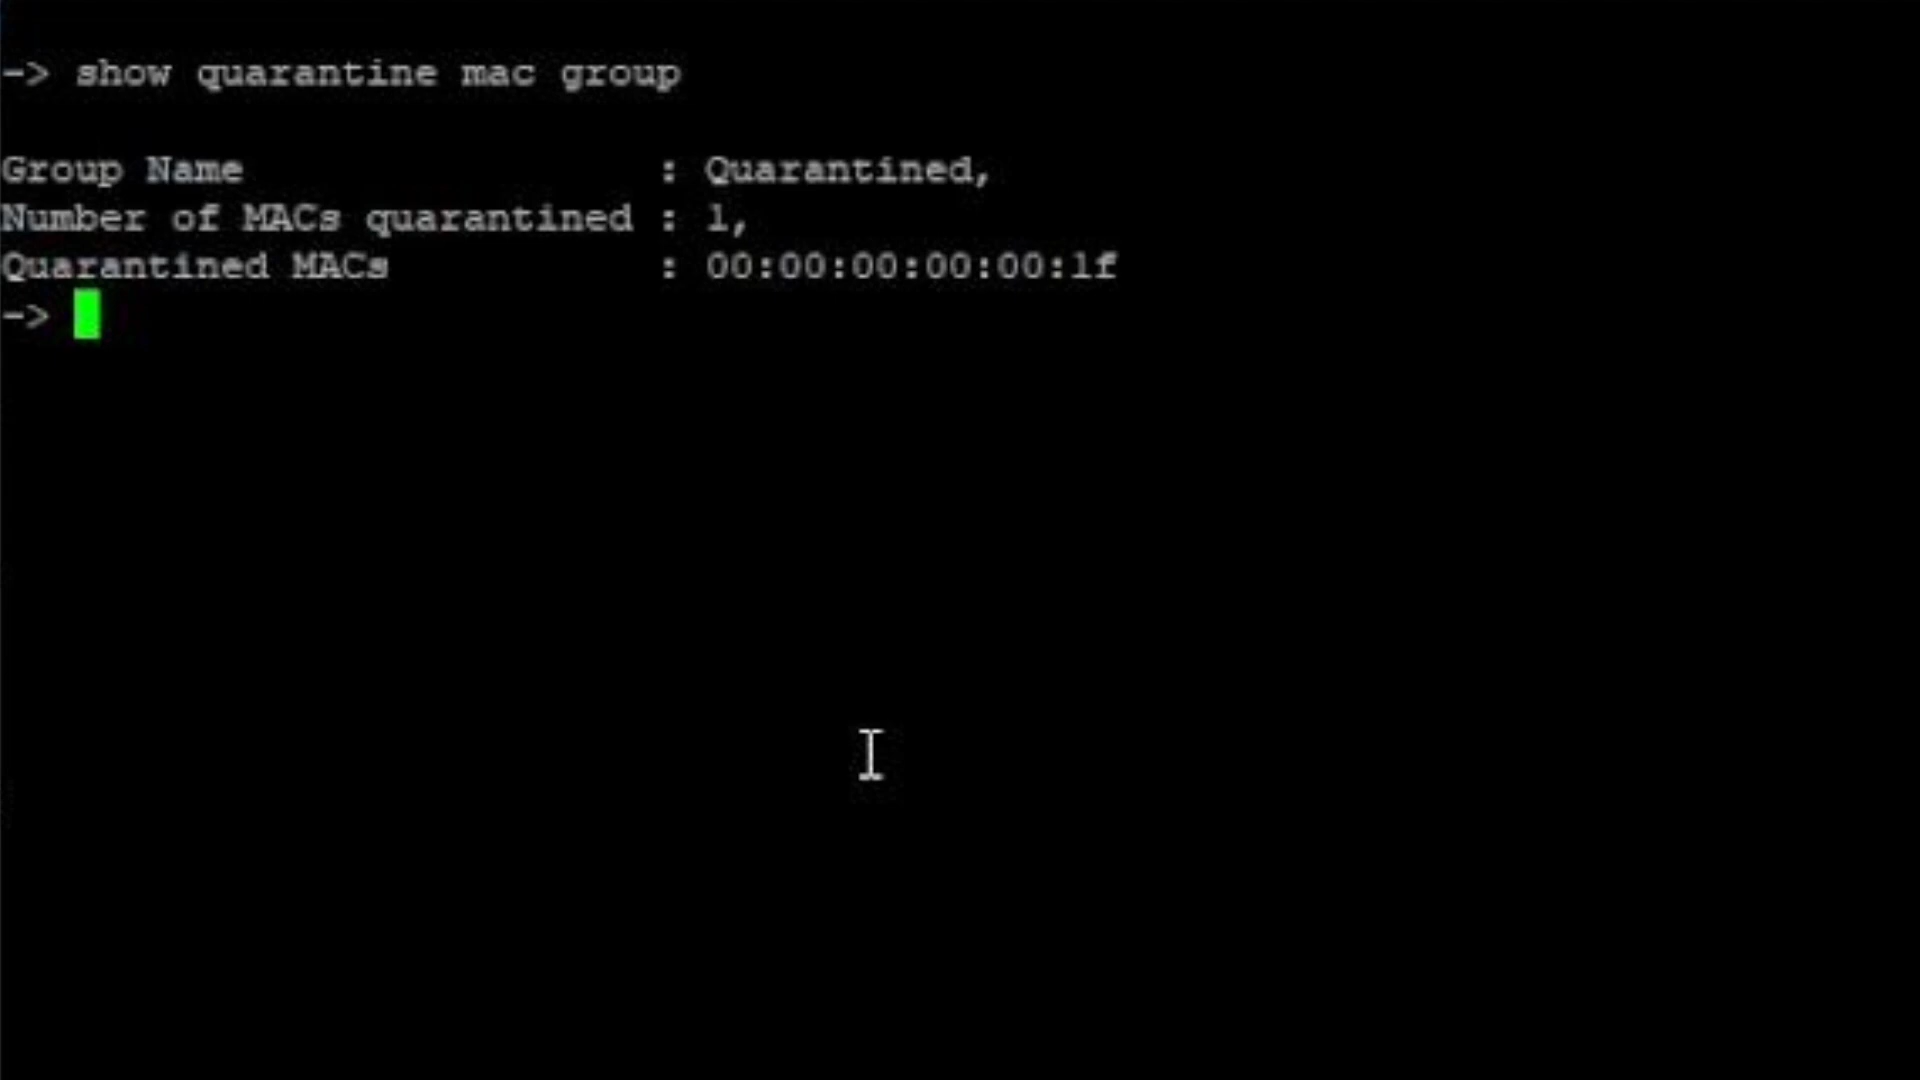 -> show quarantine mac group
Group Name : Quarantined,
Number of MACs quarantined : 1,
Quarantined MACs : 00:00:00:00:00:1f
->